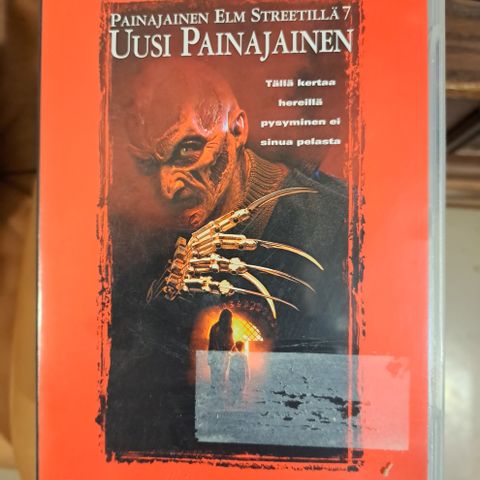 PAINAJAINEN ELM STREETILLÄ 7
UUSI PAINAJAINEN
Tällä kertaa
hereillä
pysyminen ei
sinua pelasta